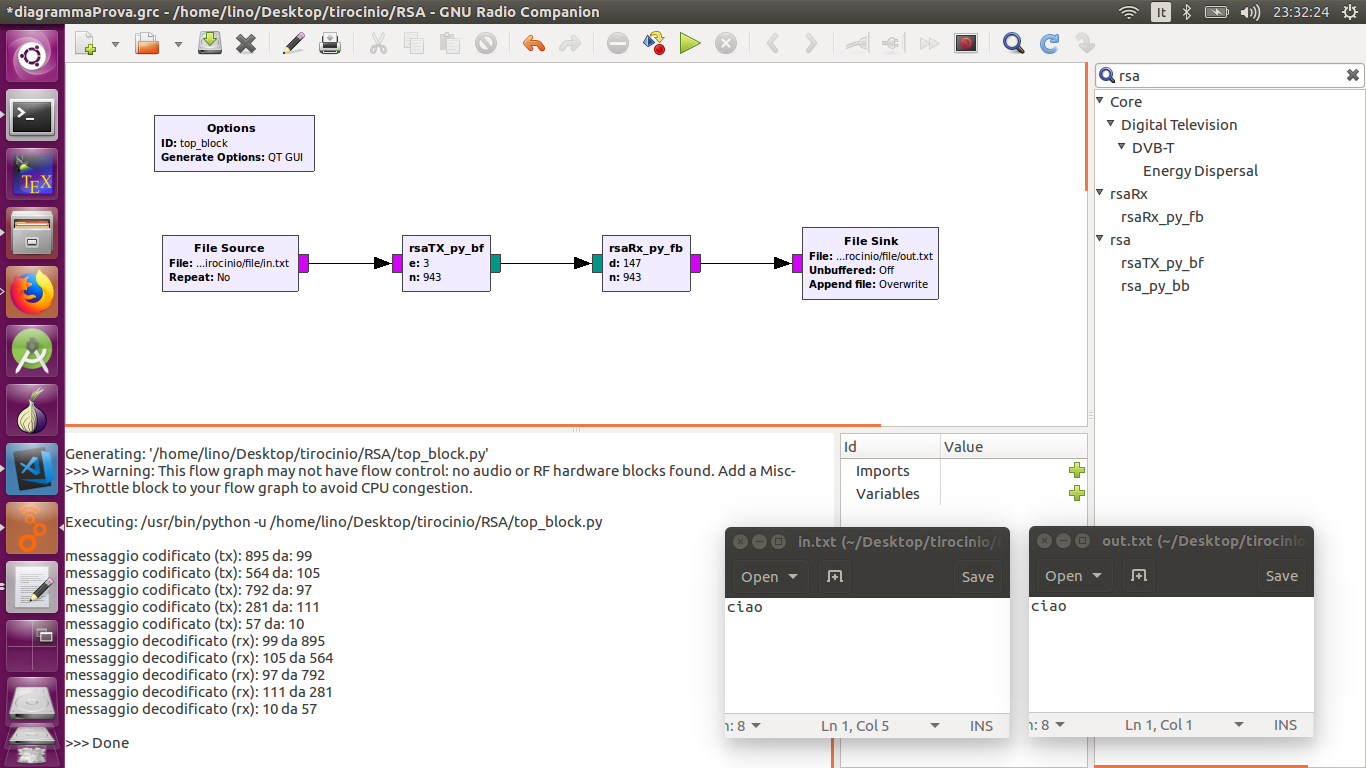 *diagrammaProva.grc - /home/lino/Desktop/tirocinio/RSA - GNU Radio Companion
It
23:32:24
Options
ID: top_block
Generate Options: QT GUI
File Source
File: ...irocinio/file/in.txt
Repeat: No
rsaTX_py_bf
e: 3
n: 943
rsaRx_py_fb
d: 147
n: 943
File Sink
File: ...rocinio/file/out.txt
Unbuffered: Off
Append file: Overwrite
rsa
Core
Digital Television
DVB-T
Energy Dispersal
rsaRx
rsaRx_py_fb
rsa
rsaTX_py_bf
rsa_py_bb
TEX
Generating: '/home/lino/Desktop/tirocinio/RSA/top_block.py'
>>> Warning: This flow graph may not have flow control: no audio or RF hardware blocks found. Add a Misc-
>Throttle block to your flow graph to avoid CPU congestion.
Executing: /usr/bin/python -u /home/lino/Desktop/tirocinio/RSA/top_block.py
messaggio codificato (tx): 895 da: 99
messaggio codificato (tx): 564 da: 105
messaggio codificato (tx): 792 da: 97
messaggio codificato (tx): 281 da: 111
messaggio codificato (tx): 57 da: 10
messaggio decodificato (rx): 99 da 895
messaggio decodificato (rx): 105 da 564
messaggio decodificato (rx): 97 da 792
messaggio decodificato (rx): 111 da 281
messaggio decodificato (rx): 10 da 57
>>> Done
Id Value
Imports
Variables
in.txt (~/Desktop/tirocinio/f
Open Save
ciao
n: 8 Ln 1, Col 5 INS
out.txt (~/Desktop/tirocinio
Open Save
ciao
: 8 Ln 1, Col 1 INS